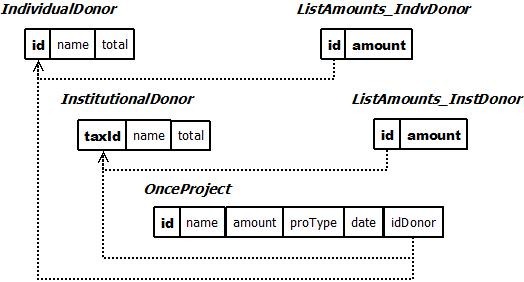 IndividualDonor
ListAmounts_IndvDonor
id name total
id amount
InstitutionalDonor
ListAmounts_InstDonor
taxId name total
id amount
OnceProject
id name amount proType date idDonor